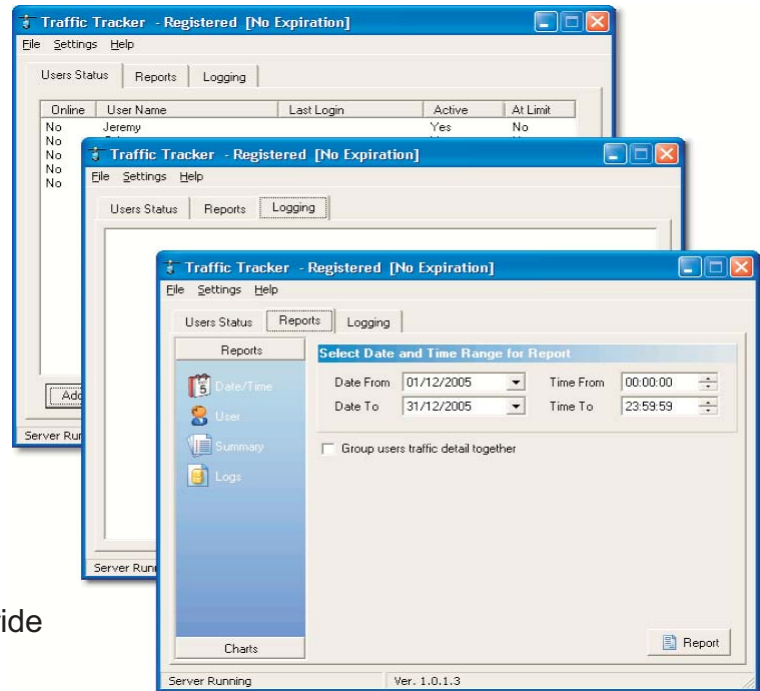 Traffic Tracker - Registered [No Expiration]
File Settings Help
Users Status Reports Logging
Online User Name Last Login Active At Limit
No Jeremy Yes No
No
No
No
No
Server Run
Traffic Tracker - Registered [No Expiration]
File Settings Help
Users Status Reports Logging
Server Runn
Traffic Tracker - Registered [No Expiration]
File Settings Help
Users Status Reports Logging
Reports
Date/Time
User
Summary
Logs
Charts
Select Date and Time Range for Report
Date From 01/12/2005 Time From 00:00:00
Date To 31/12/2005 Time To 23:59:59
Group users traffic detail together
Report
Server Running Ver. 1.0.1.3
ide